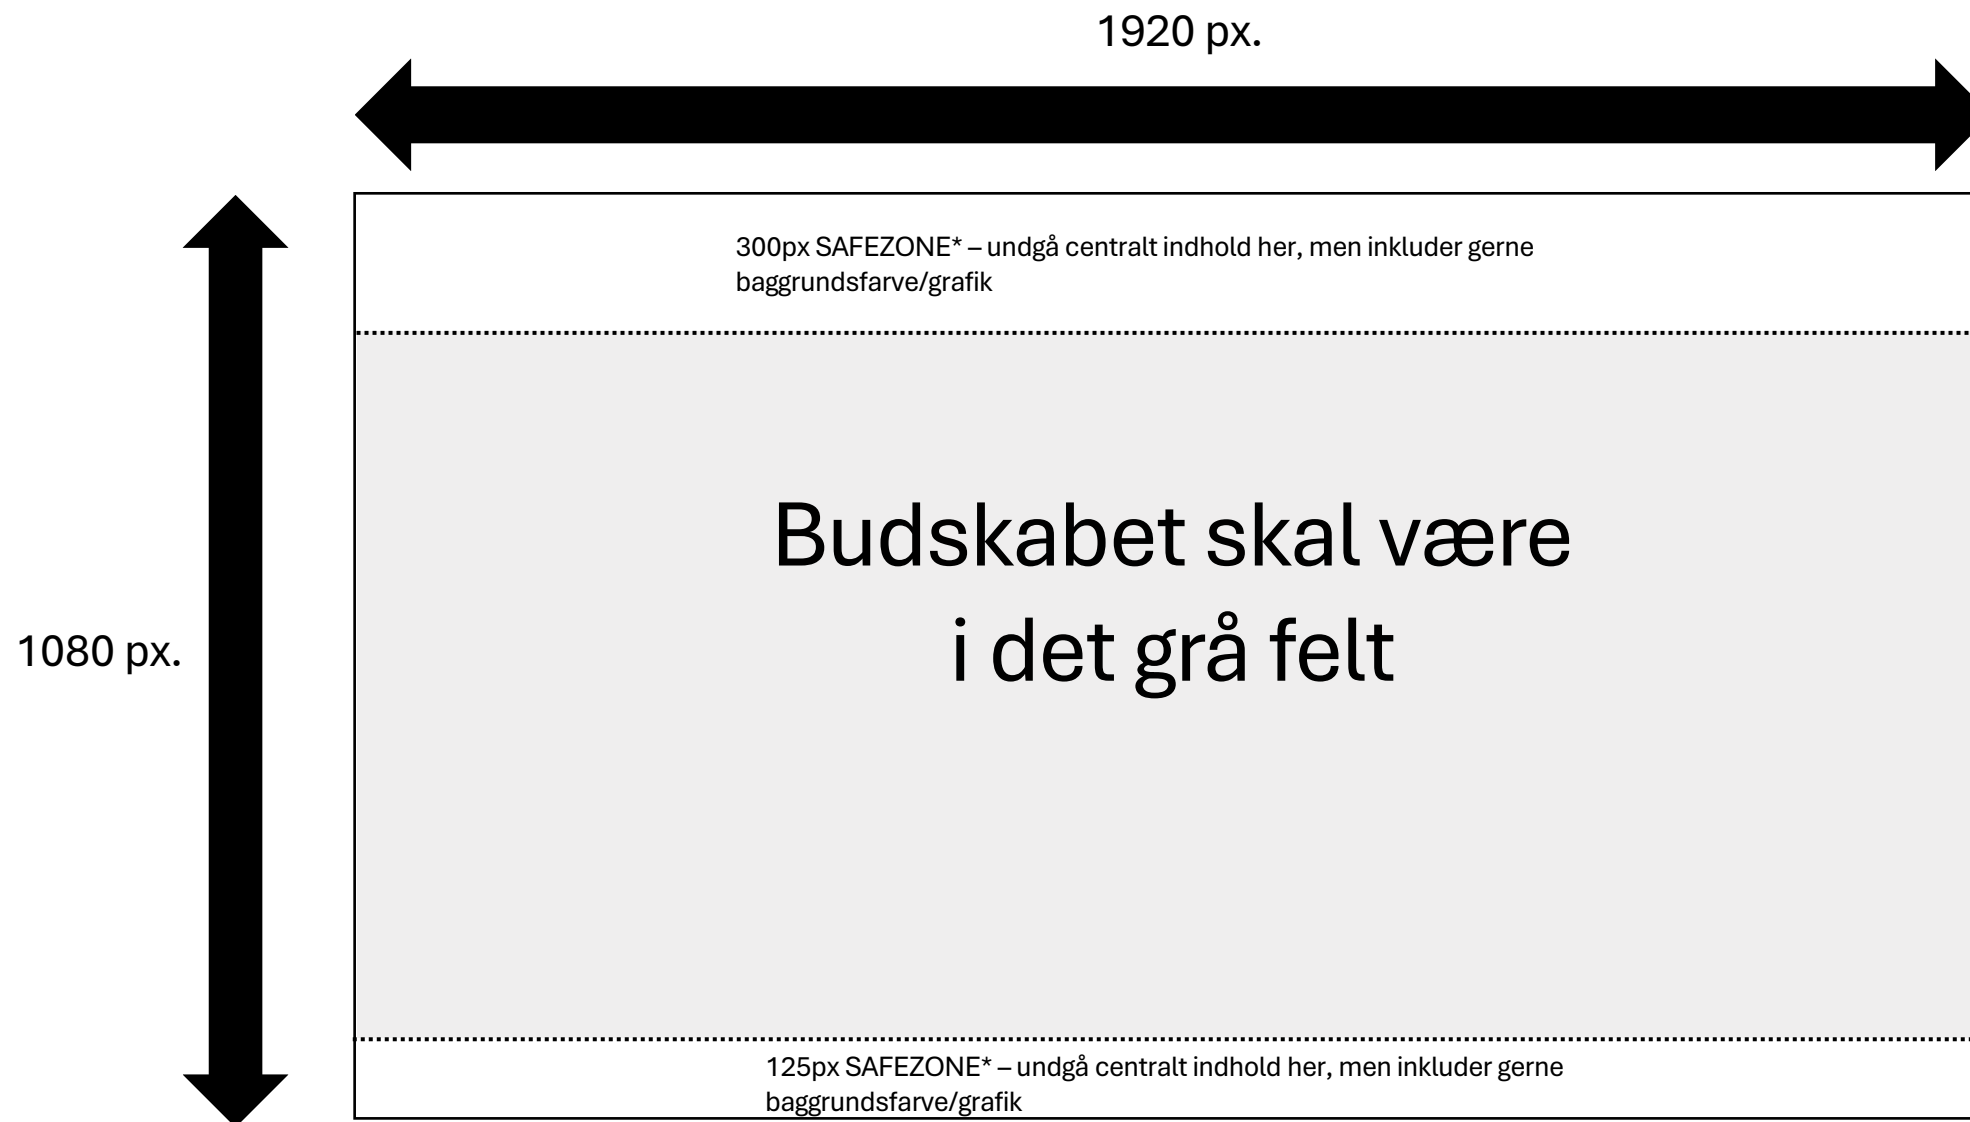 1920 px.
300px SAFEZONE* – undgå centralt indhold her, men inkluder gerne
baggrundsfarve/grafik
Budskabet skal være
i det grå felt
1080 px.
125px SAFEZONE* – undgå centralt indhold her, men inkluder gerne
baggrundsfarve/grafik